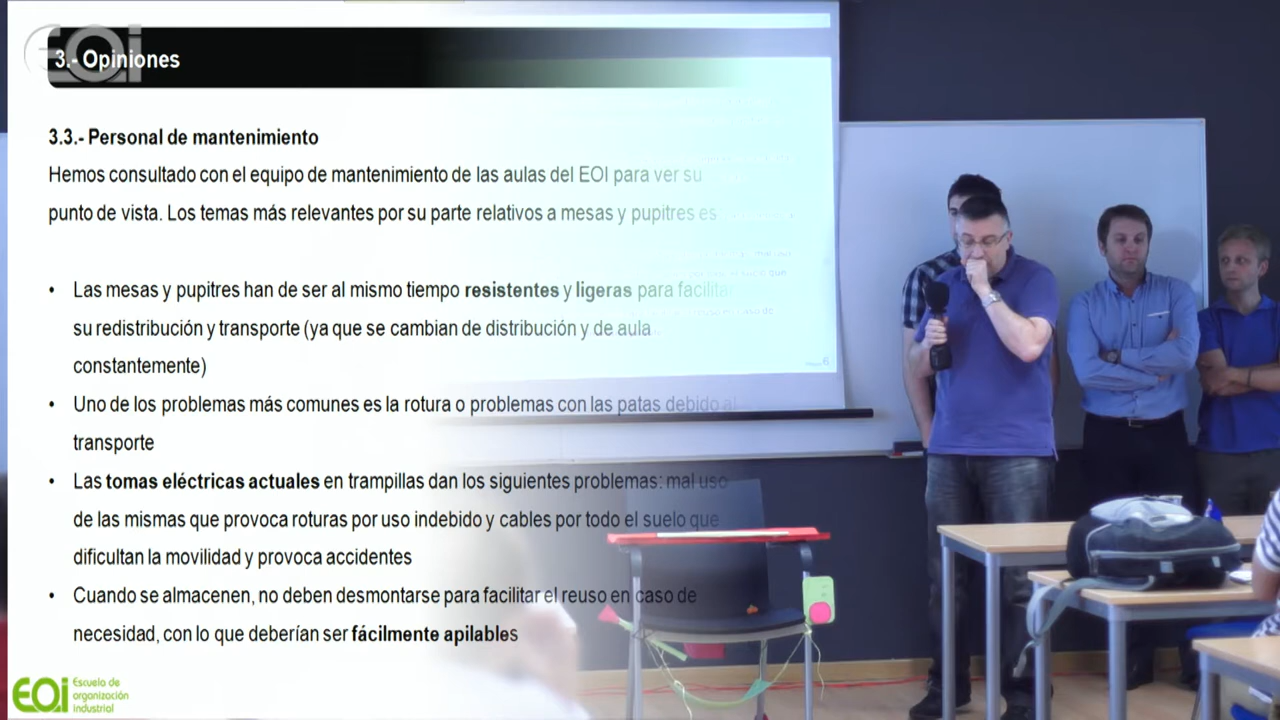 EOi
3.- Opiniones
3.3.- Personal de mantenimiento
Hemos consultado con el equipo de mantenimiento de las aulas del EOI para ver su
punto de vista. Los temas más relevantes por su parte relativos a mesas y pupitres es
• Las mesas y pupitres han de ser al mismo tiempo resistentes y ligeras para facilitar
su redistribución y transporte (ya que se cambian de distribución y de aula
constantemente)
• Uno de los problemas más comunes es la rotura o problemas con las patas debido al
transporte
• Las tomas eléctricas actuales en trampillas dan los siguientes problemas: mal uso
de las mismas que provoca roturas por uso indebido y cables por todo el suelo que
dificultan la movilidad y provoca accidentes
• Cuando se almacenen, no deben desmontarse para facilitar el reuso en caso de
necesidad, con lo que deberían ser fácilmente apilables
6
EOi Escuela de
organización
industrial